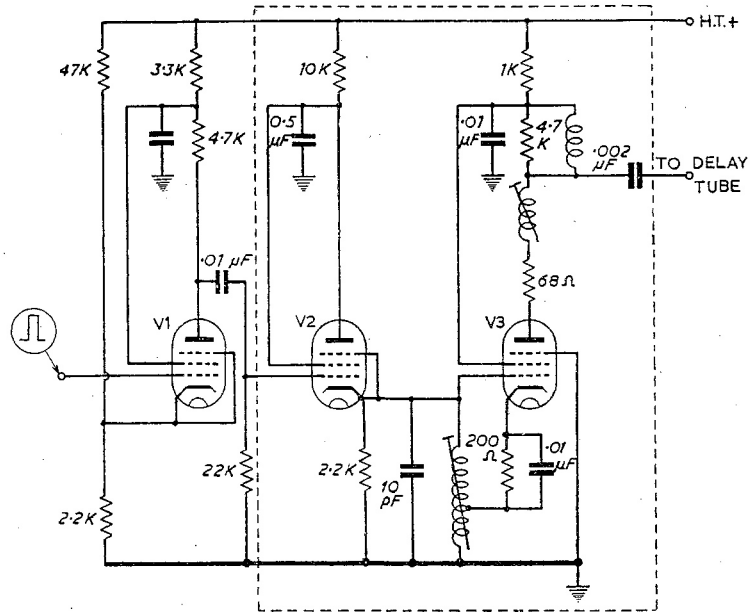 H.T.+
47K
3.3K
10K
1K
4.7K
0.5
μF
.01
μF
4.7
K
.002
μF
TO DELAY
TUBE
.01 μF
68Ω
V1
V2
V3
22K
2.2K
10
pF
200
Ω
.01
μF
2.2K